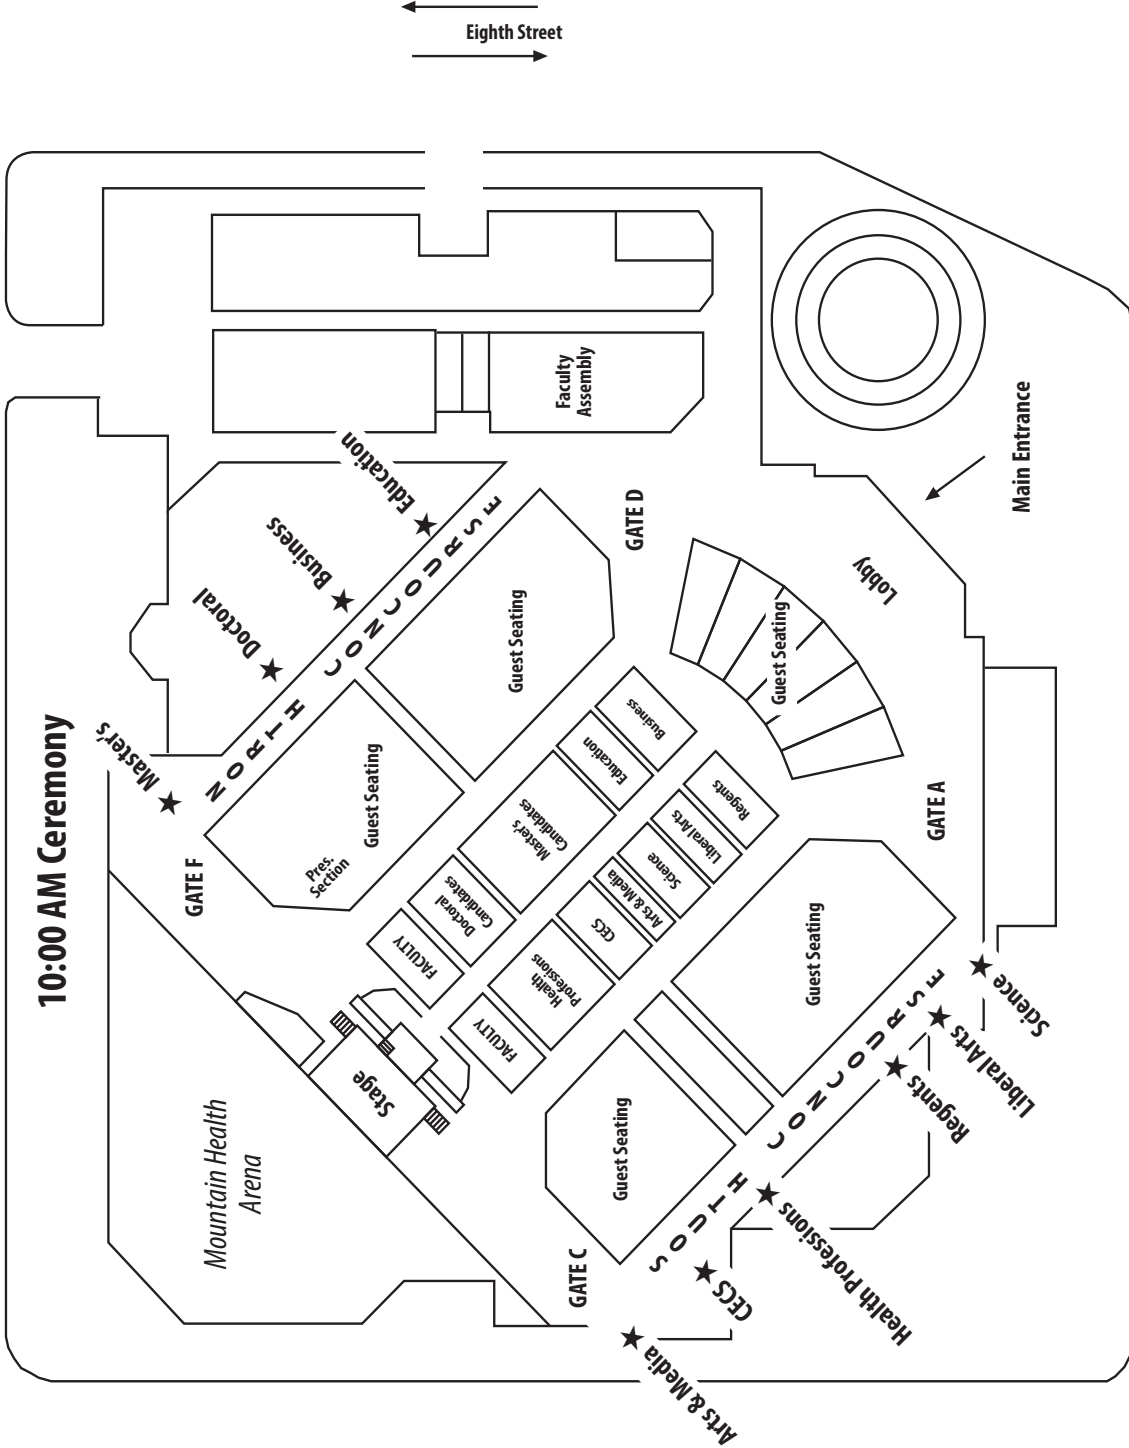 10:00 AM Ceremony
Eighth Street
Faculty
Assembly
Main Entrance
Lobby
GATE D
GATE A
GATE F
GATE C
NORTH CONCOURSE
Master's
Doctoral
Business
Education
Guest Seating
Pres.
Section
Guest Seating
Guest Seating
Business
Education
Master's
Candidates
Doctoral
Candidates
FACULTY
Regents
Liberal Arts
Science
Arts & Media
CECS
Health
Professions
FACULTY
Stage
Mountain Health
Arena
Guest Seating
Guest Seating
SOUTH CONCOURSE
Arts & Media
CECS
Health Professions
Regents
Liberal Arts
Science